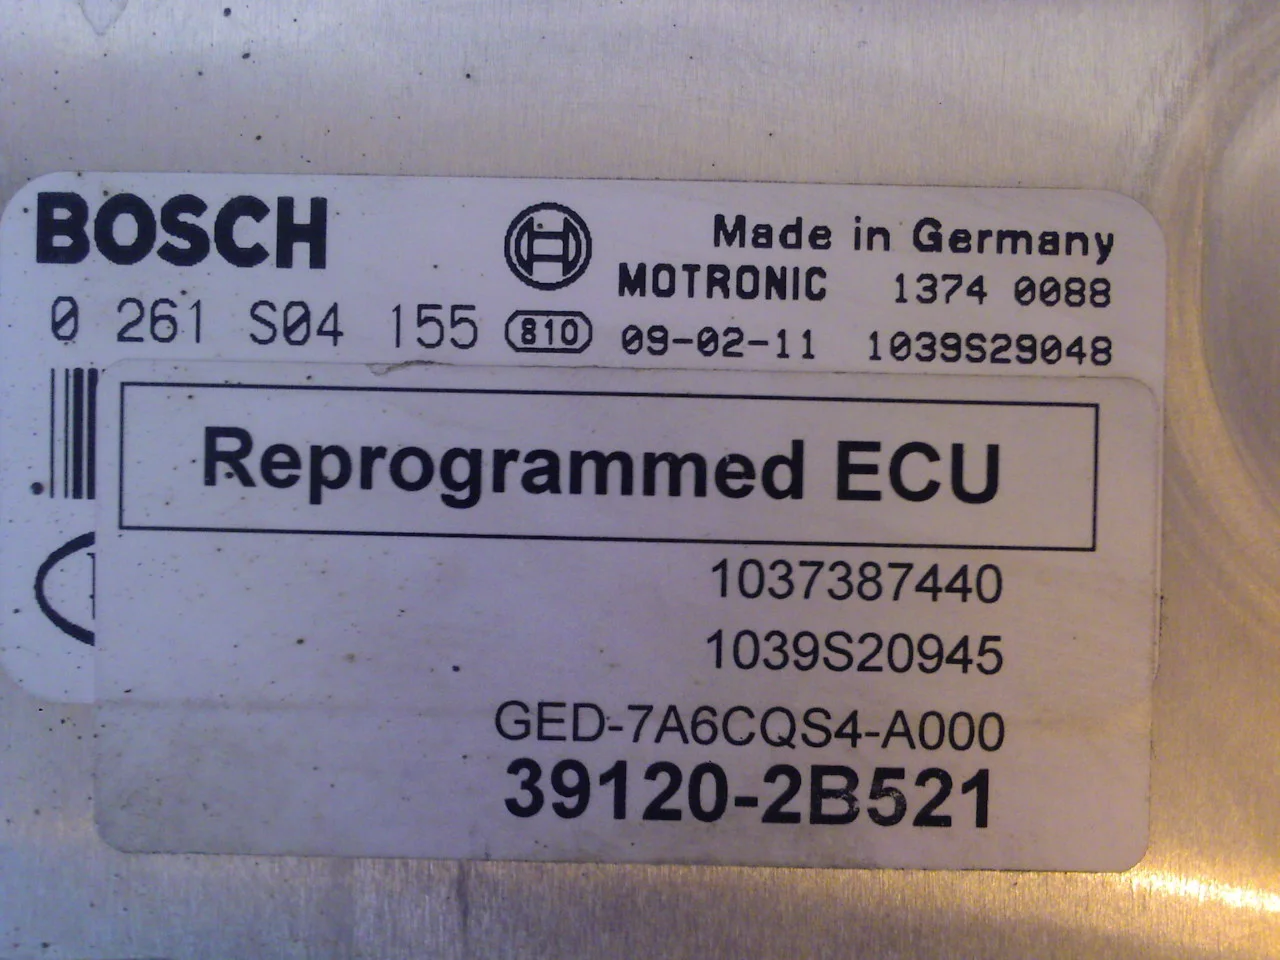 BOSCH
Made in Germany
MOTRONIC 1374 0088
0 261 S04 155 810 09-02-11 1039S29048
Reprogrammed ECU
1037387440
1039S20945
GED-7A6CQS4-A000
39120-2B521